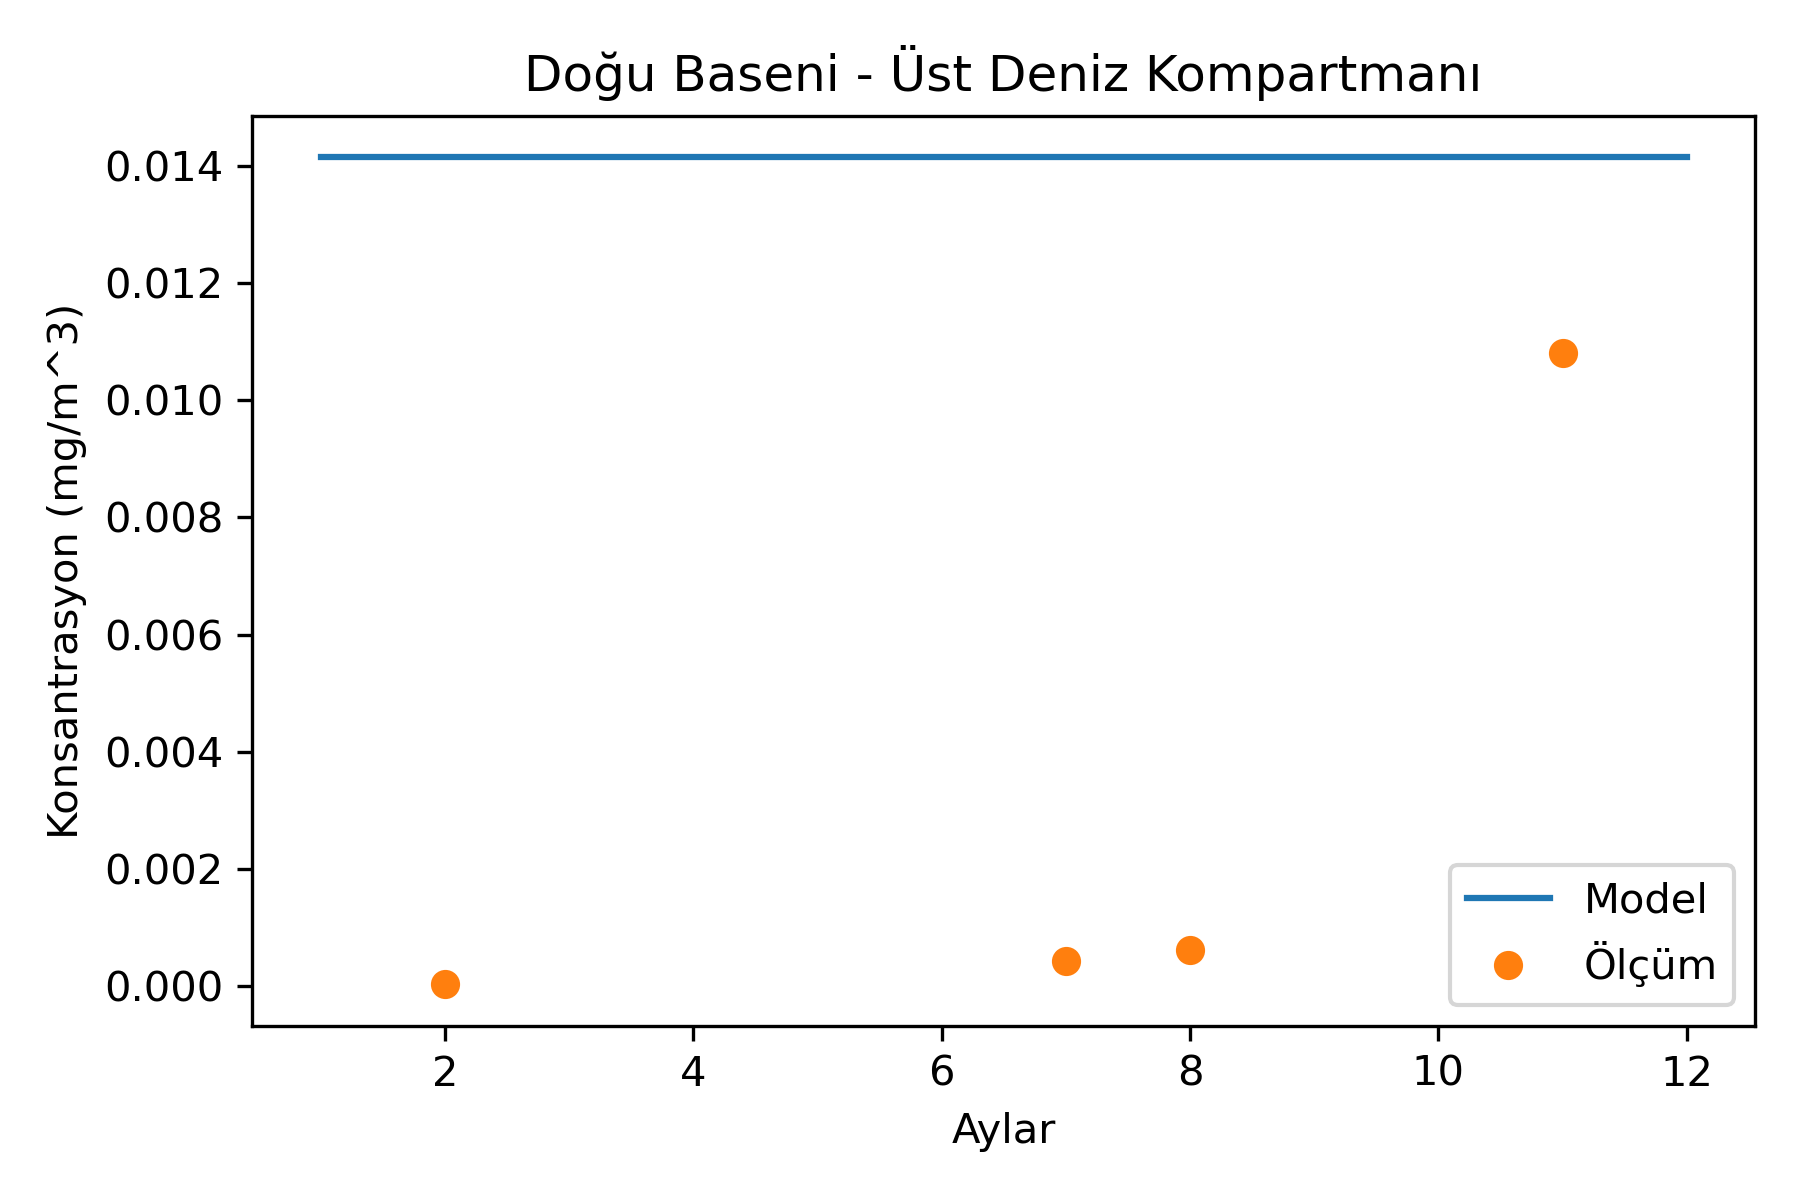 Doğu Baseni - Üst Deniz Kompartmanı
Konsantrasyon (mg/m^3)
0.014
0.012
0.010
0.008
0.006
0.004
0.002
0.000
Model
Ölçüm
2 4 6 8 10 12
Aylar